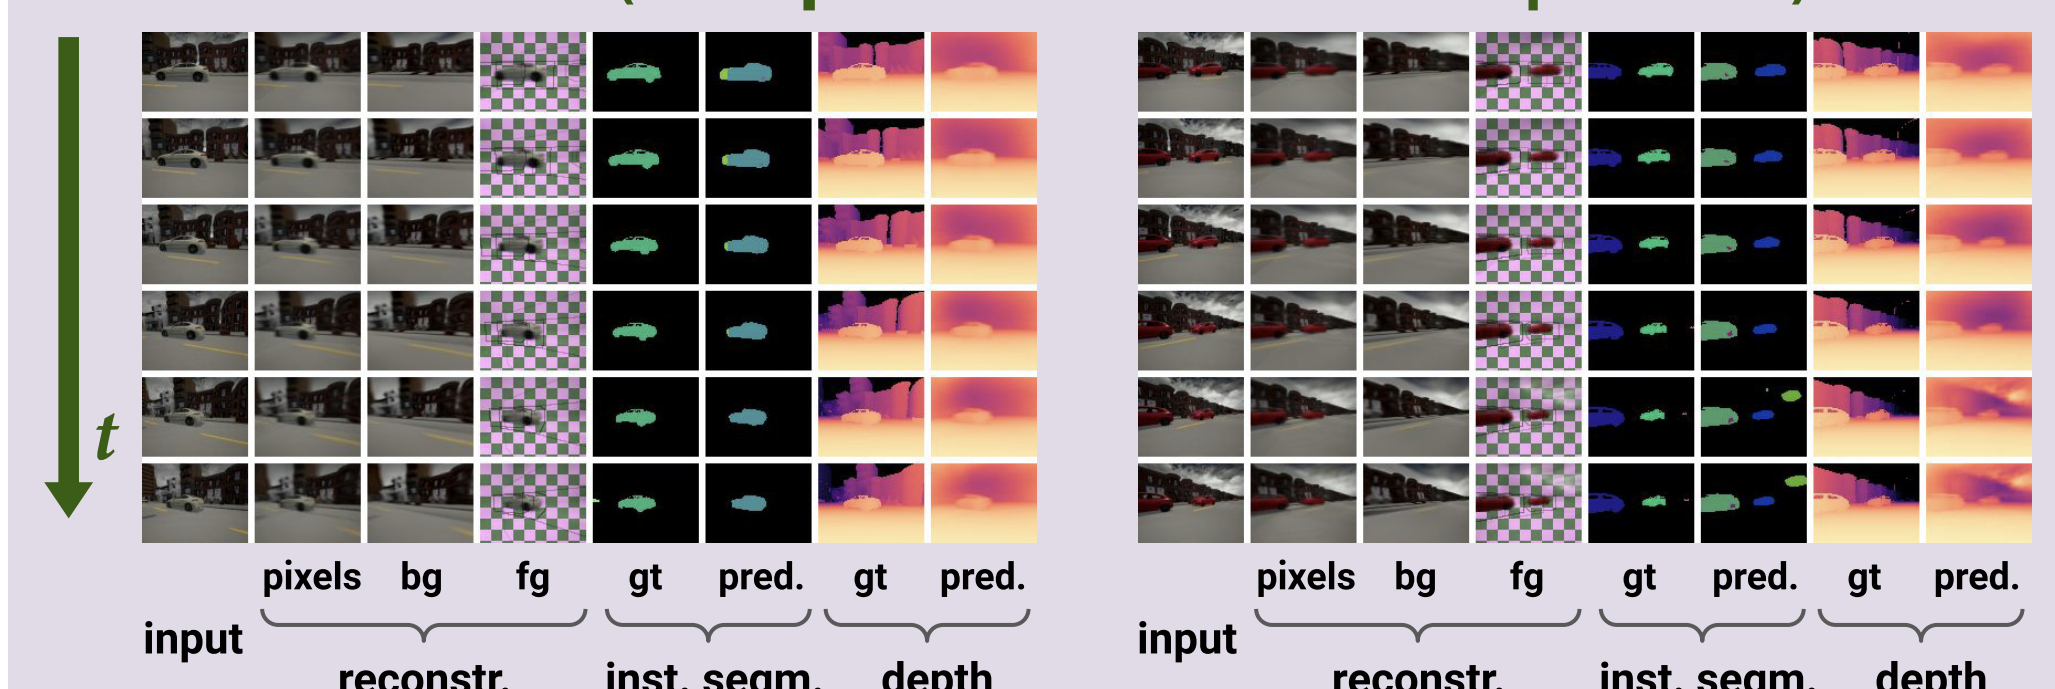 t
pixels bg fg gt pred. gt pred.
input
reconstr. inst. segm. depth
pixels bg fg gt pred. gt pred.
input
reconstr. inst. segm. depth